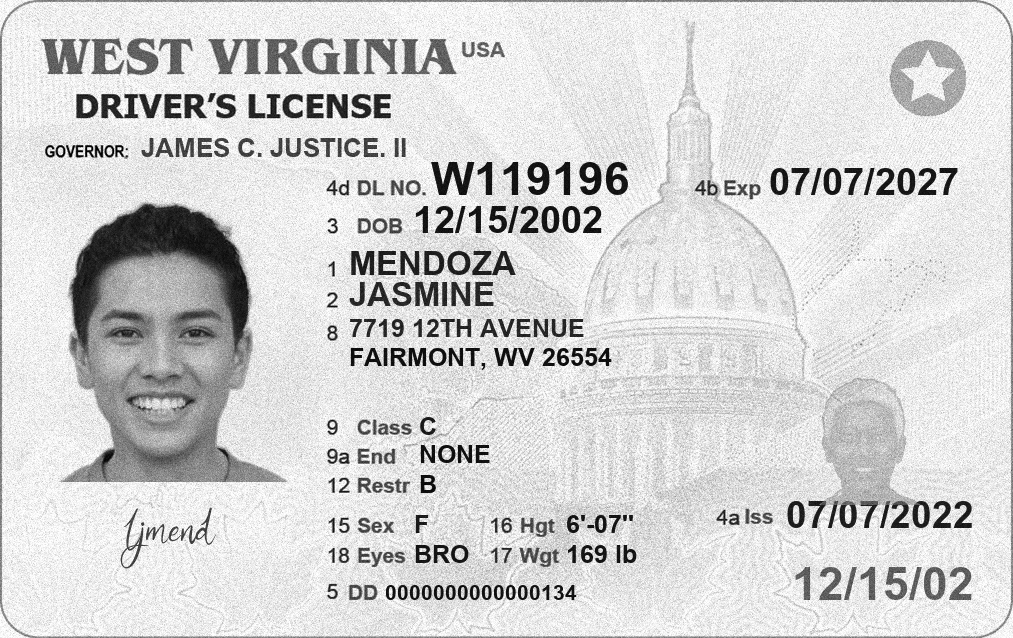 WEST VIRGINIA USA
DRIVER'S LICENSE
GOVERNOR: JAMES C. JUSTICE. II
4d DL NO. W119196 4b Exp 07/07/2027
3 DOB 12/15/2002
1 MENDOZA
2 JASMINE
8 7719 12TH AVENUE
FAIRMONT, WV 26554
9 Class C
9a End NONE
12 Restr B
15 Sex F 16 Hgt 6'-07" 4a Iss 07/07/2022
18 Eyes BRO 17 Wgt 169 lb
5 DD 0000000000000134 12/15/02